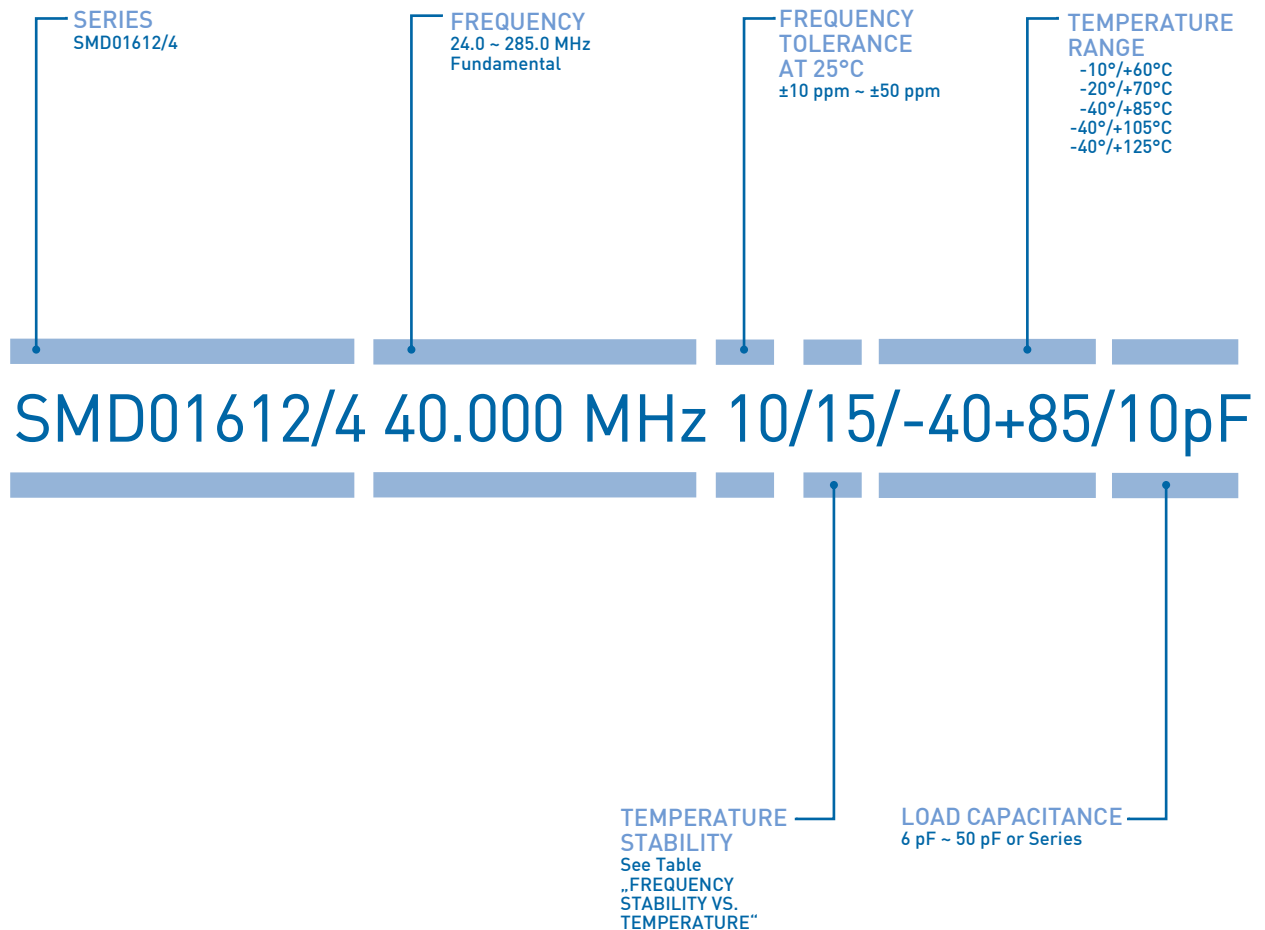 SERIES
SMD01612/4
FREQUENCY
24.0 ~ 285.0 MHz
Fundamental
FREQUENCY
TOLERANCE
AT 25°C
±10 ppm ~ ±50 ppm
TEMPERATURE
RANGE
-10°/+60°C
-20°/+70°C
-40°/+85°C
-40°/+105°C
-40°/+125°C
SMD01612/4 40.000 MHz 10/15/-40+85/10pF
TEMPERATURE
STABILITY
See Table
„FREQUENCY
STABILITY VS.
TEMPERATURE“
LOAD CAPACITANCE
6 pF ~ 50 pF or Series